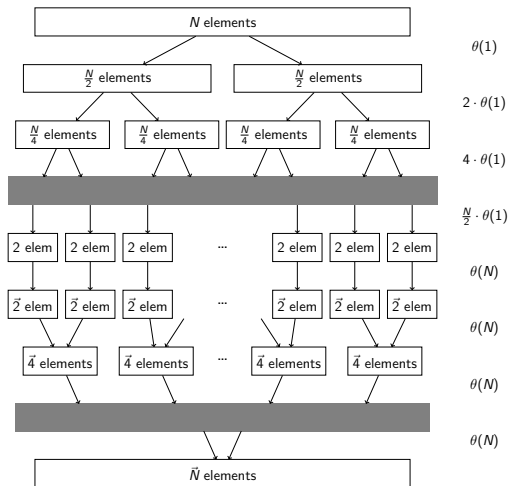 N elements
θ(1)
N/2 elements N/2 elements
2 · θ(1)
N/4 elements N/4 elements N/4 elements N/4 elements
4 · θ(1)
N/2 · θ(1)
2 elem 2 elem 2 elem ... 2 elem 2 elem 2 elem
θ(N)
2⃗ elem 2⃗ elem 2⃗ elem ... 2⃗ elem 2⃗ elem 2⃗ elem
θ(N)
4⃗ elements 4⃗ elements ... 4⃗ elements 4⃗ elements
θ(N)
θ(N)
N⃗ elements